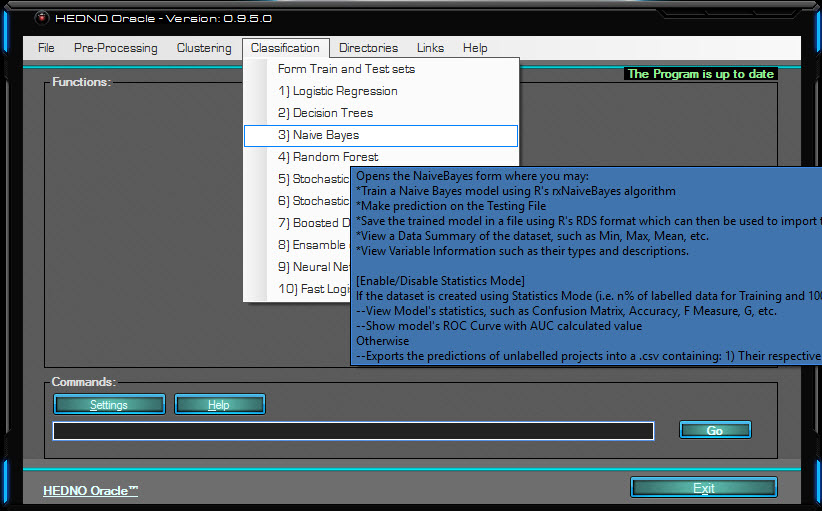 HEDNO Oracle - Version: 0.9.5.0
File Pre-Processing Clustering Classification Directories Links Help
The Program is up to date
Functions:
Form Train and Test sets
1) Logistic Regression
2) Decision Trees
3) Naive Bayes
4) Random Forest
5) Stochastic
6) Stochastic
7) Boosted D
8) Ensemble
9) Neural Ne
10) Fast Logi
Opens the NaiveBayes form where you may:
*Train a Naive Bayes model using R's rxNaiveBayes algorithm
*Make prediction on the Testing File
*Save the trained model in a file using R's RDS format which can then be used to import
*View a Data Summary of the dataset, such as Min, Max, Mean, etc.
*View Variable Information such as their types and descriptions.
[Enable/Disable Statistics Mode]
If the dataset is created using Statistics Mode (i.e. n% of labelled data for Training and 100
--View Model's statistics, such as Confusion Matrix, Accuracy, F Measure, G, etc.
--Show model's ROC Curve with AUC calculated value
Otherwise
--Exports the predictions of unlabelled projects into a .csv containing: 1) Their respective
Commands:
Settings Help
Go
HEDNO Oracle™
Exit